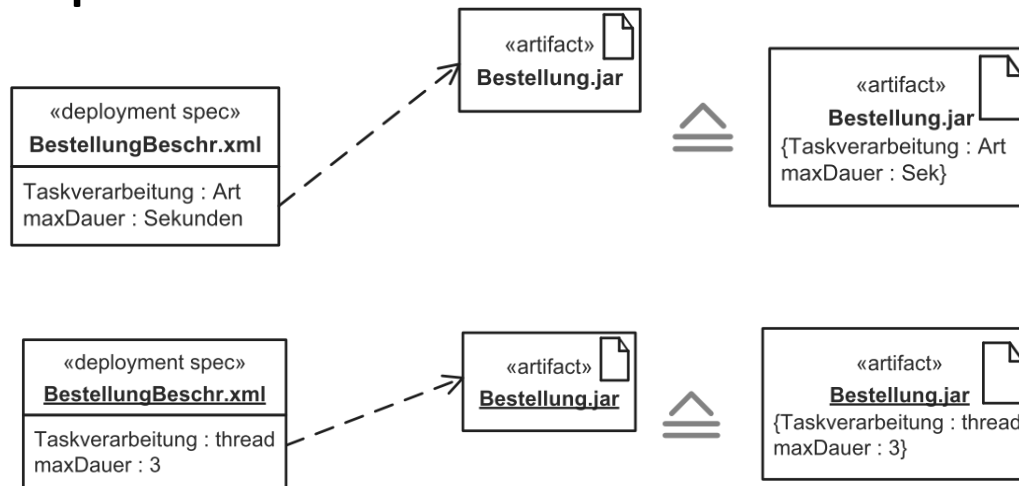 «artifact»
Bestellung.jar
«deployment spec»
BestellungBeschr.xml
Taskverarbeitung : Art
maxDauer : Sekunden
«artifact»
Bestellung.jar
{Taskverarbeitung : Art
maxDauer : Sek}
«deployment spec»
BestellungBeschr.xml
Taskverarbeitung : thread
maxDauer : 3
«artifact»
Bestellung.jar
«artifact»
Bestellung.jar
{Taskverarbeitung : thread
maxDauer : 3}